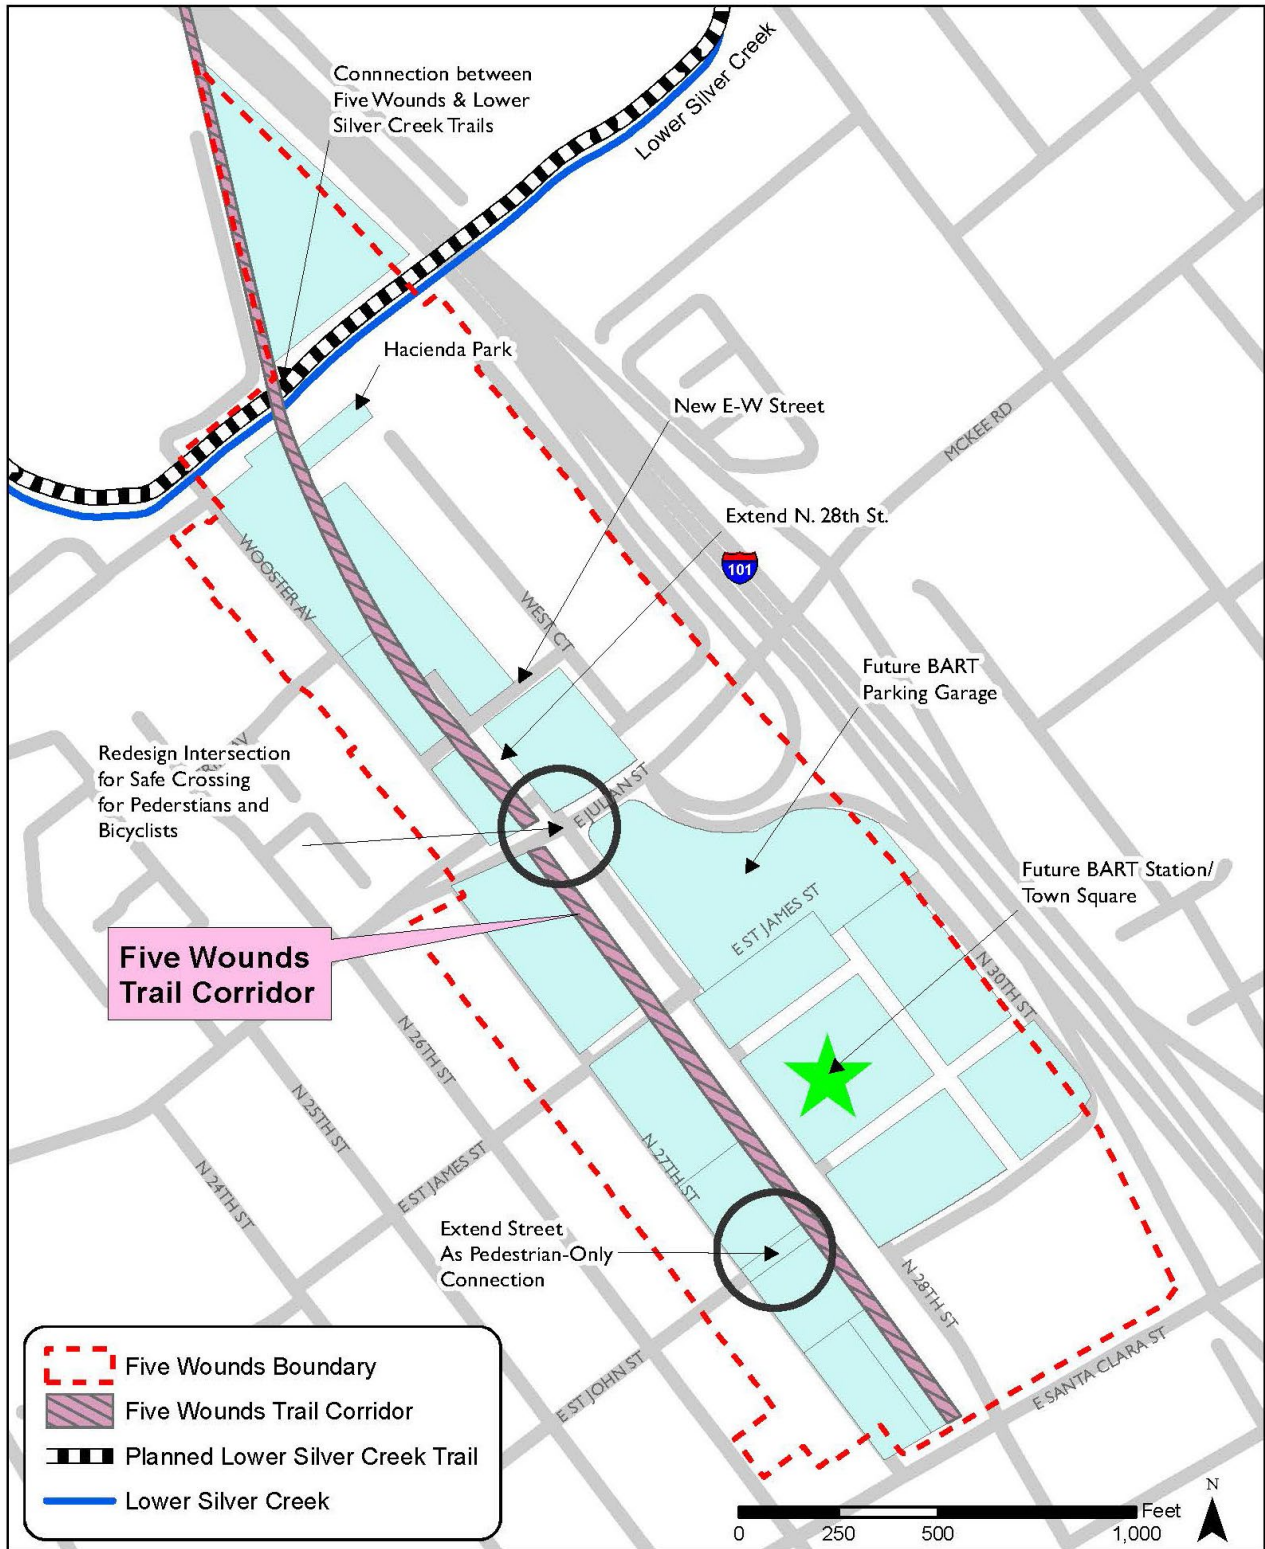 Connnection between
Five Wounds & Lower
Silver Creek Trails
Lower Silver Creek
Hacienda Park
New E-W Street
MCKEE RD
Extend N. 28th St.
101
WOOSTER AV
WEST CT
Future BART
Parking Garage
Redesign Intersection
for Safe Crossing
for Pederstians and
Bicyclists
AV
E JULIAN ST
Future BART Station/
Town Square
E ST JAMES ST
Five Wounds
Trail Corridor
N 30TH ST
N 26TH ST
N 25TH ST
N 24TH ST
E ST JAMES ST
N 27TH ST
Extend Street
As Pedestrian-Only
Connection
N 28TH ST
E ST JOHN ST
E SANTA CLARA ST
Five Wounds Boundary
Five Wounds Trail Corridor
Planned Lower Silver Creek Trail
Lower Silver Creek
N
Feet
0 250 500 1,000